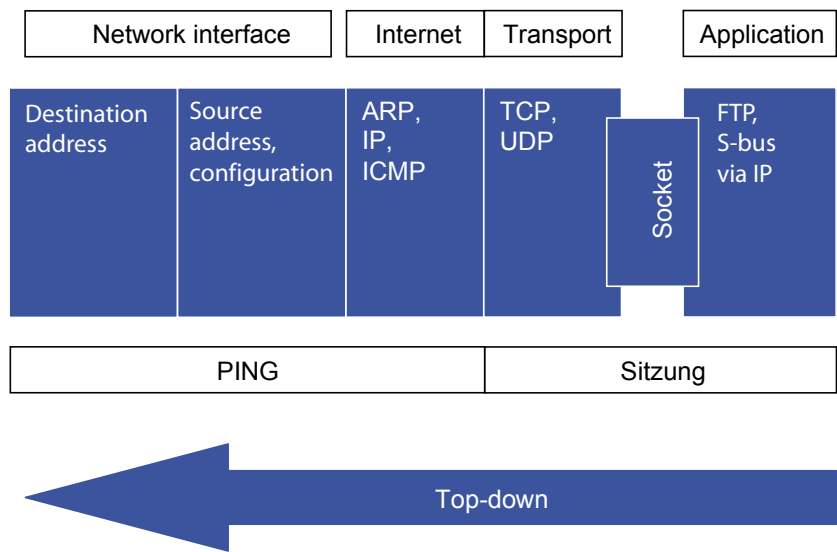 Network interface
Internet
Transport
Application
Destination
address
Source
address,
configuration
ARP,
IP,
ICMP
TCP,
UDP
Socket
FTP,
S-bus
via IP
PING
Sitzung
Top-down